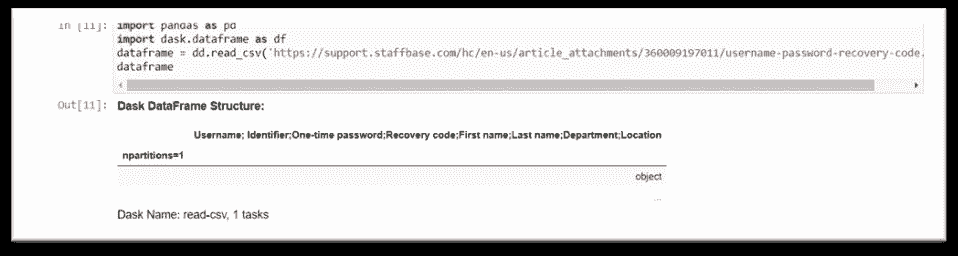 In [11]: import pandas as pd
import dask.dataframe as df
dataframe = dd.read_csv('https://support.staffbase.com/hc/en-us/article_attachments/360009197011/username-password-recovery-code.
dataframe
Out[11]: Dask DataFrame Structure:
Username; Identifier;One-time password;Recovery code;First name;Last name;Department;Location
npartitions=1
object
...
Dask Name: read-csv, 1 tasks